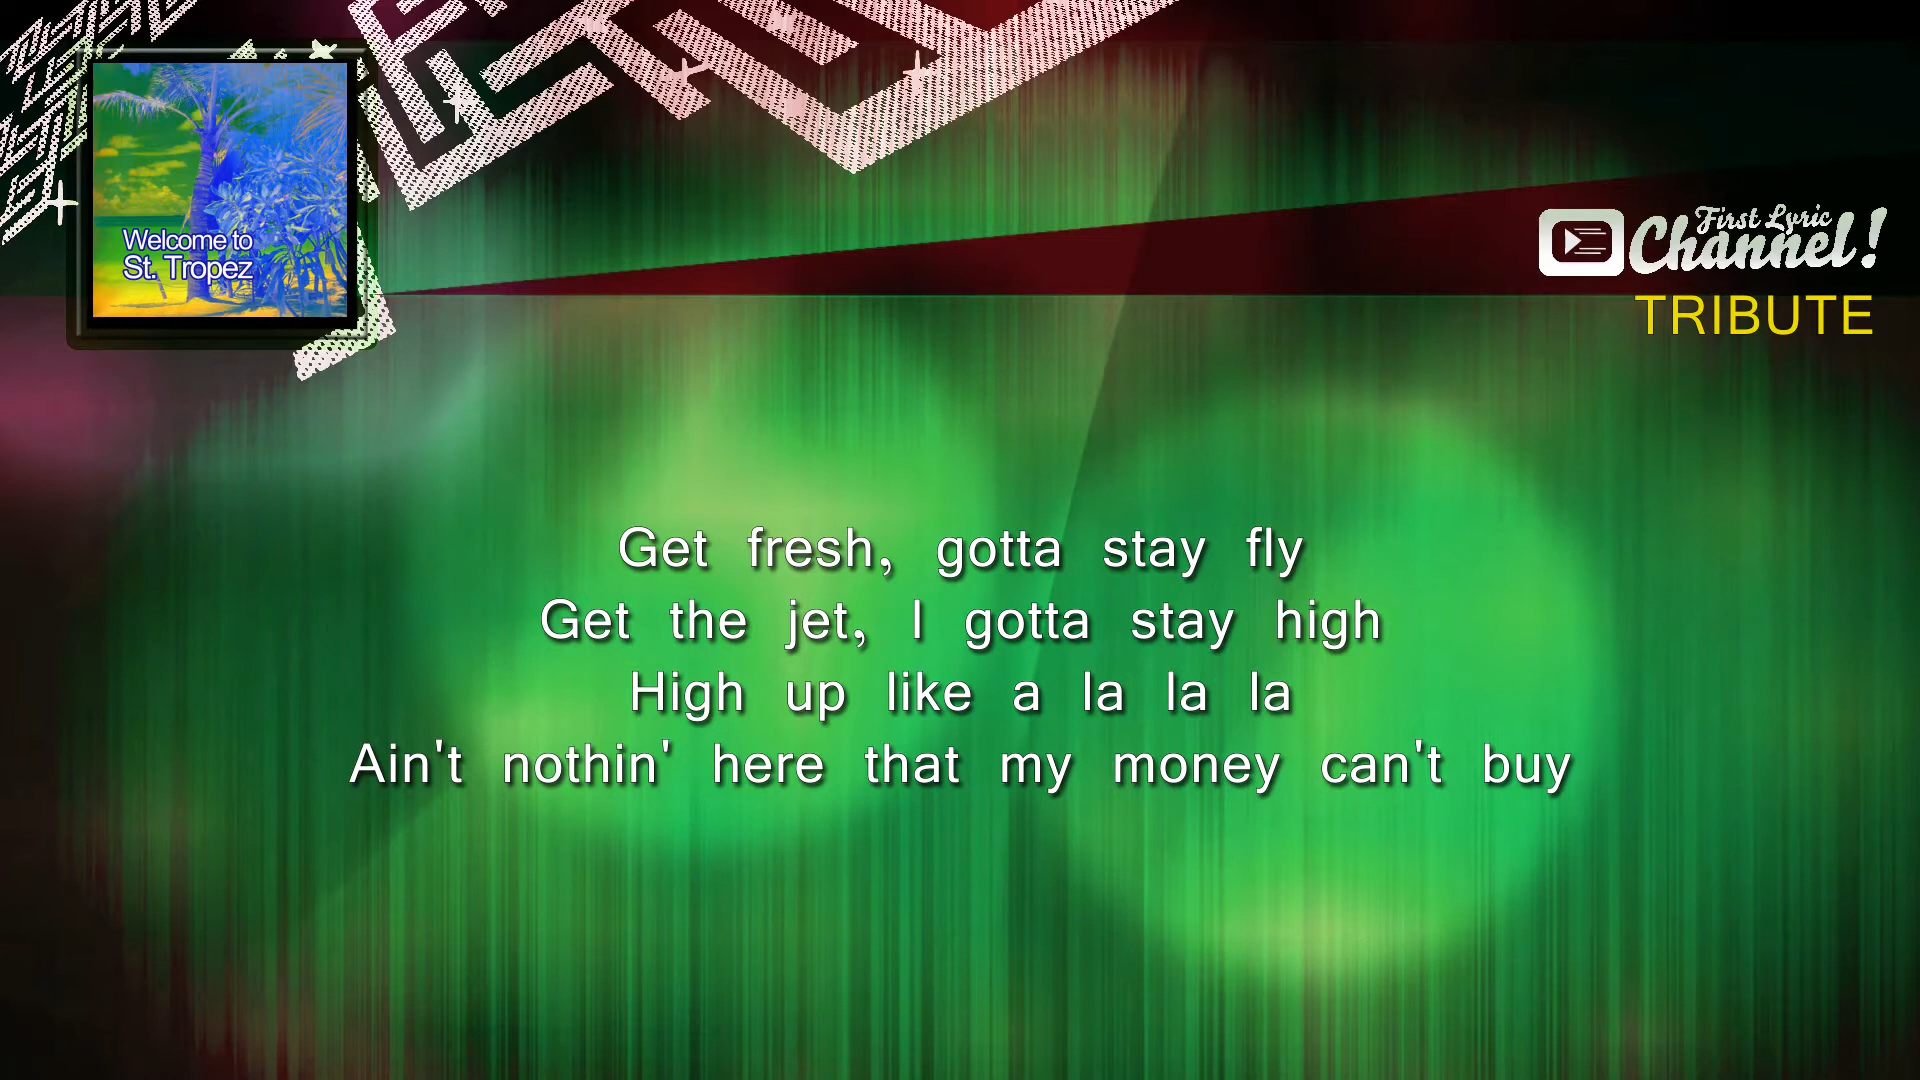 Welcome to
St. Tropez
First Lyric
Channel!
TRIBUTE
Get fresh, gotta stay fly
Get the jet, I gotta stay high
High up like a la la la
Ain't nothin' here that my money can't buy